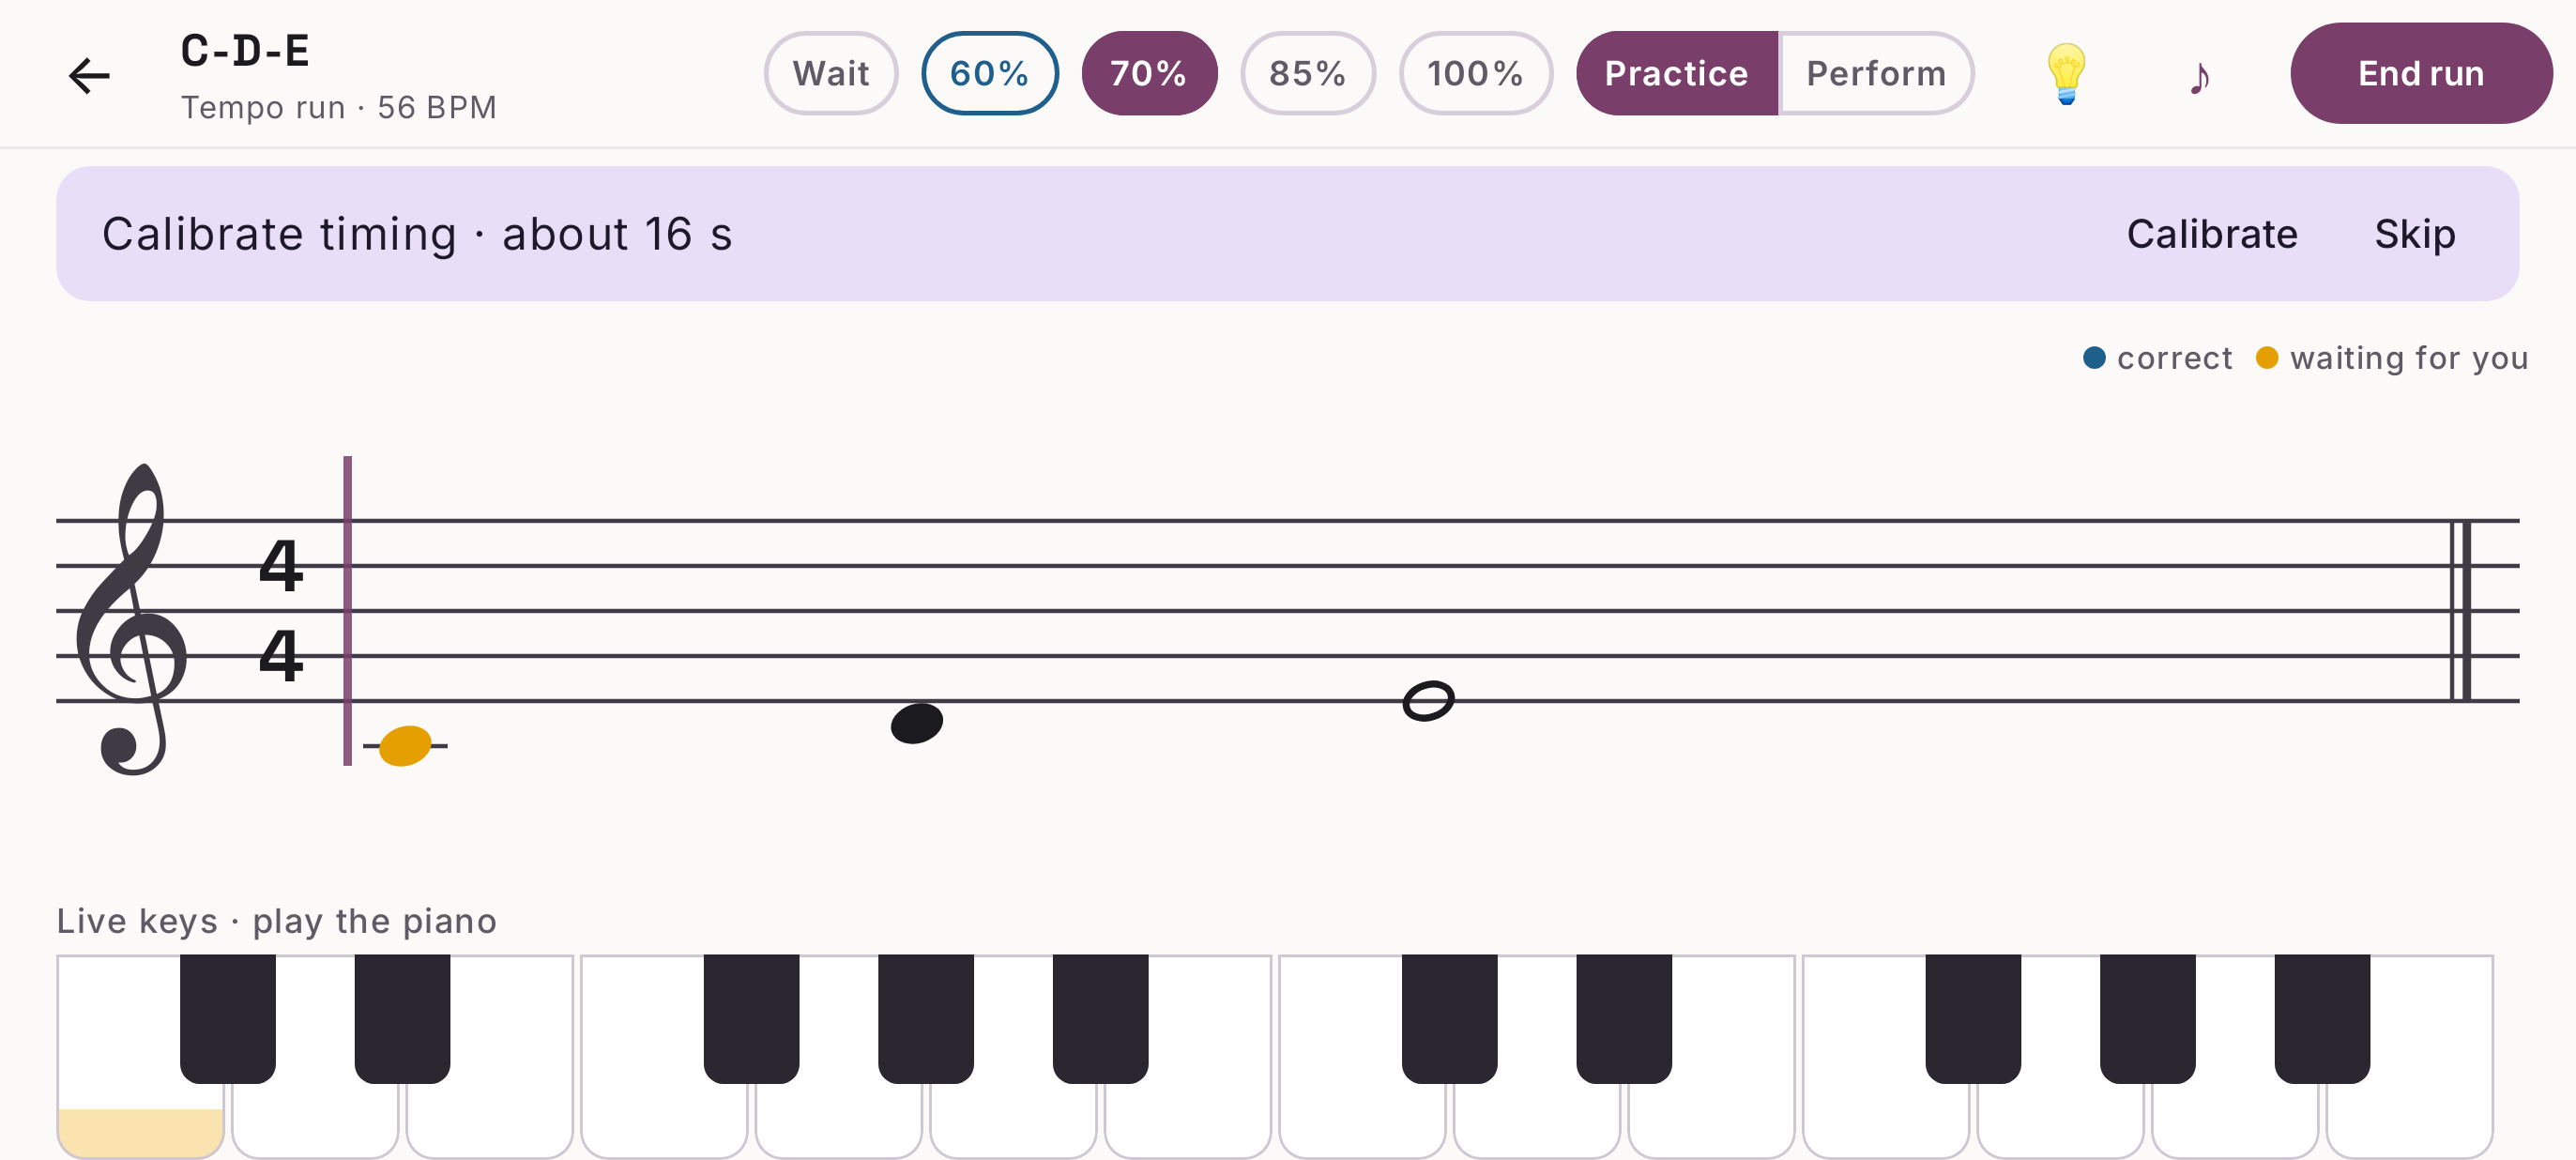 C-D-E
Tempo run · 56 BPM
Wait
60%
70%
85%
100%
Practice
Perform
End run
Calibrate timing · about 16 s
Calibrate
Skip
correct
waiting for you
4
4
Live keys · play the piano